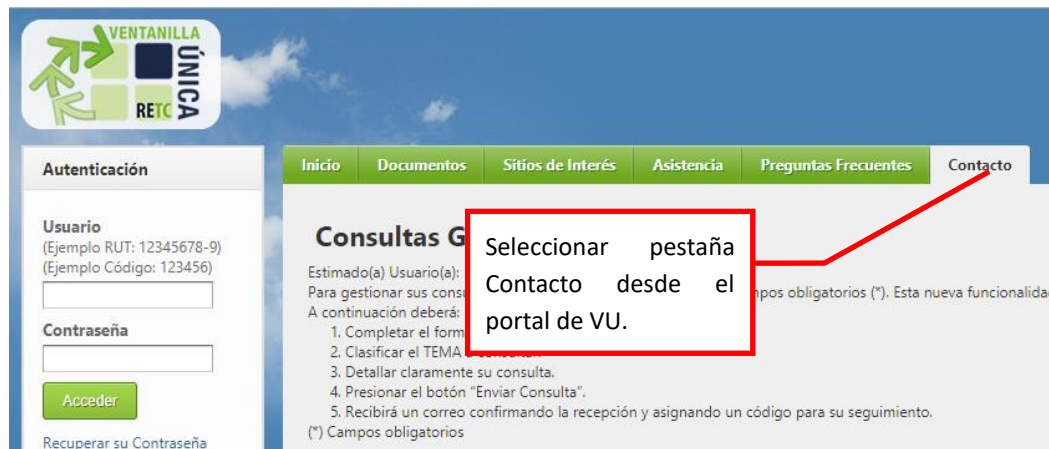 VENTANILLA
ÚNICA
RETC
Autenticación
Usuario
(Ejemplo RUT: 12345678-9)
(Ejemplo Código: 123456)
Contraseña
Acceder
Recuperar su Contraseña
Inicio Documentos Sitios de Interés Asistencia Preguntas Frecuentes Contacto
Consultas G
Seleccionar pestaña
Contacto desde el
portal de VU.
Estimado(a) Usuario(a):
Para gestionar sus obligatorios (*). Esta nueva
A continuación deberá:
1. Completar el
2. Clasificar el TEMA
3. Detallar claramente su consulta.
4. Presionar el botón "Enviar Consulta".
5. Recibirá un correo confirmando la recepción y asignando un código para su seguimiento.
(*) Campos obligatorios